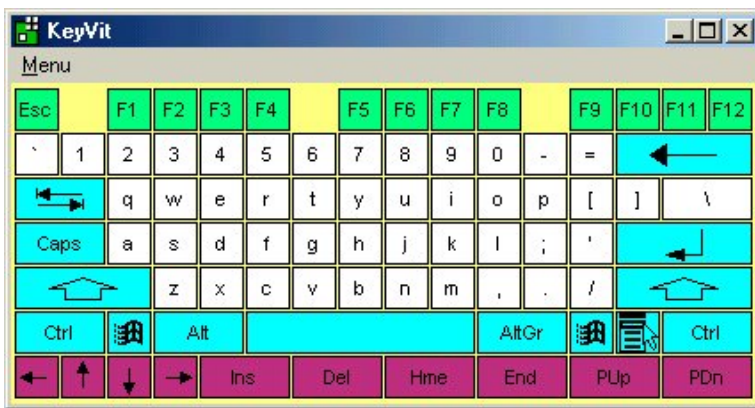 KeyVit
Menu
Esc F1 F2 F3 F4 F5 F6 F7 F8 F9 F10 F11 F12
` 1 2 3 4 5 6 7 8 9 0 - =
q w e r t y u i o p [ ] \
Caps a s d f g h j k l ; '
z x c v b n m , . /
Ctrl Alt AltGr Ctrl
Ins Del Hme End PUp PDn